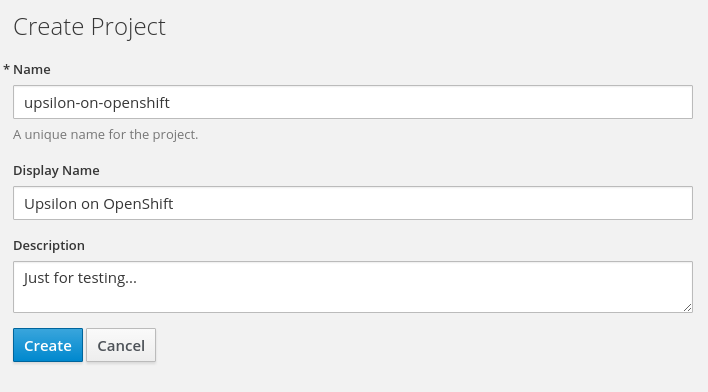 Create Project
* Name
upsilon-on-openshift
A unique name for the project.
Display Name
Upsilon on OpenShift
Description
Just for testing...
Create Cancel